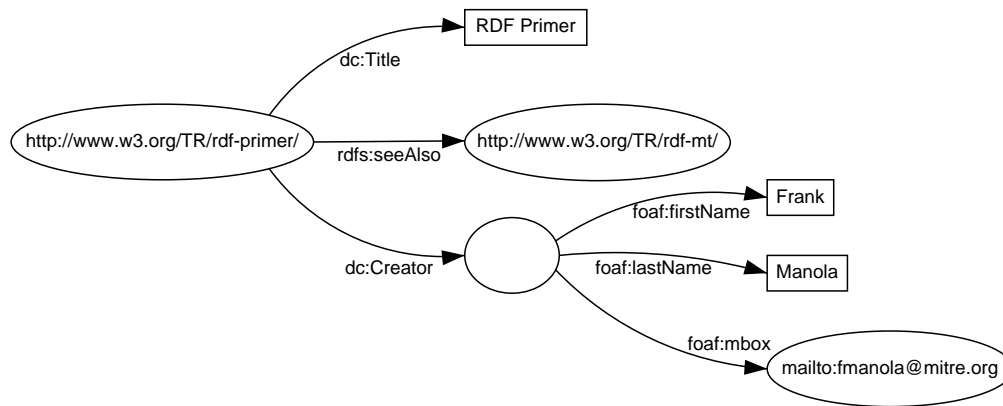 RDF Primer
dc:Title
http://www.w3.org/TR/rdf-primer/
rdfs:seeAlso
http://www.w3.org/TR/rdf-mt/
dc:Creator
foaf:firstName
Frank
foaf:lastName
Manola
foaf:mbox
mailto:fmanola@mitre.org